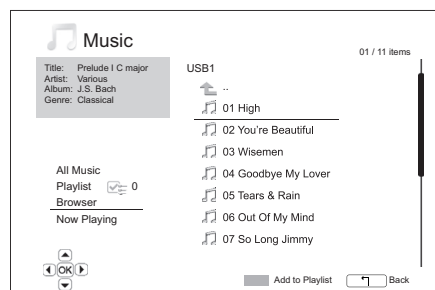 Music
01 / 11 items
Title: Prelude I C major
Artist: Various
Album: J.S. Bach
Genre: Classical
USB1
..
01 High
02 You're Beautiful
03 Wisemen
04 Goodbye My Lover
05 Tears & Rain
06 Out Of My Mind
07 So Long Jimmy
All Music
Playlist 0
Browser
Now Playing
OK
Add to Playlist
Back